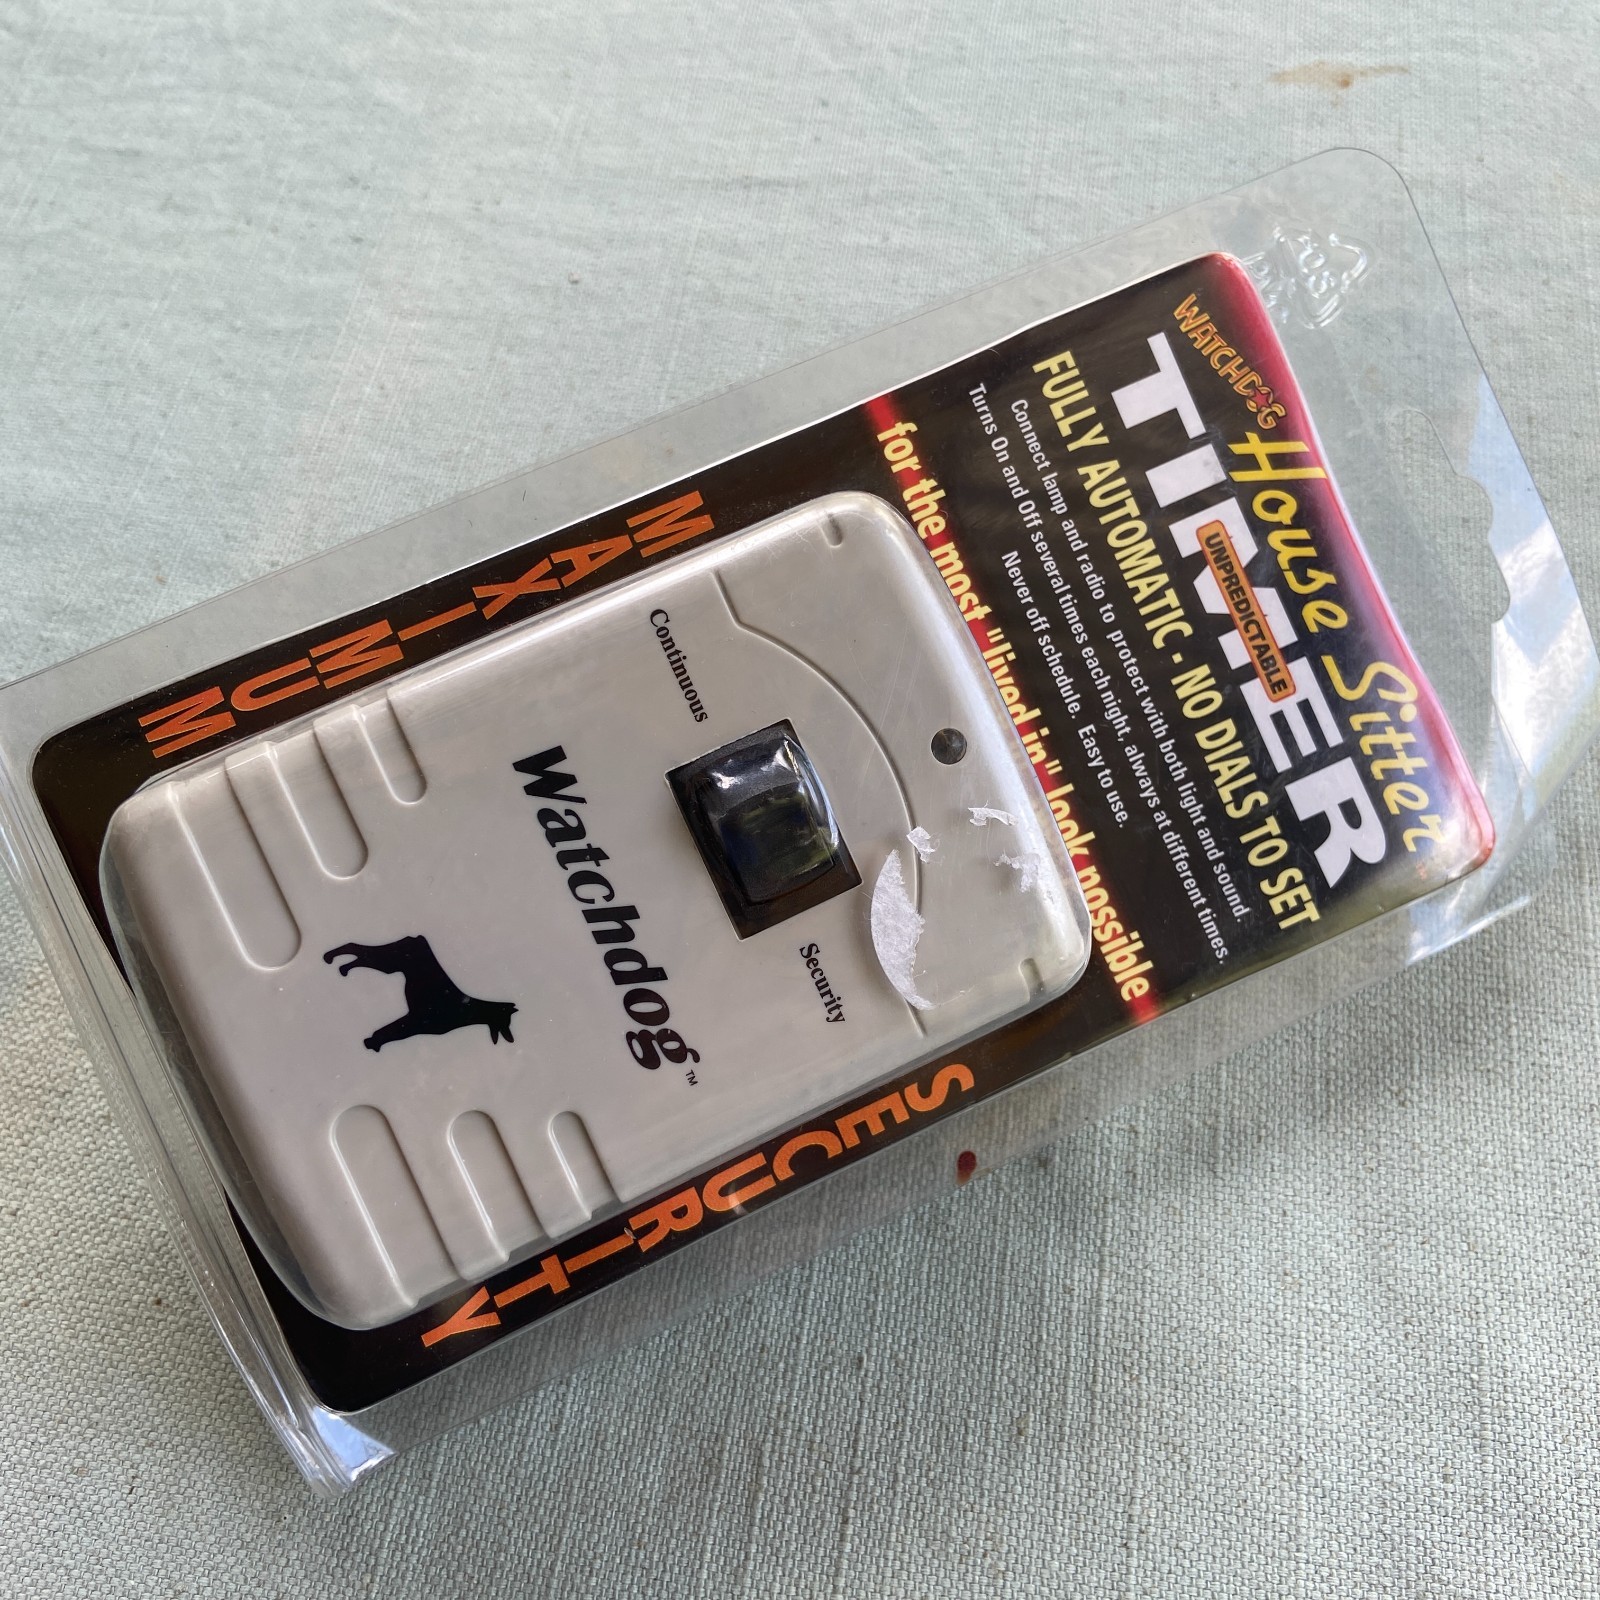 WATCHDOG
House Sitter
TIMER
UNPREDICTABLE
FULLY AUTOMATIC - NO DIALS TO SET
Connect lamp and radio to protect with both light and sound.
Turns On and Off several times each night, always at different times.
Never off schedule. Easy to use.
for the most "lived in" look possible
MAXIMUM
SECURITY
Continuous
Security
Watchdog™